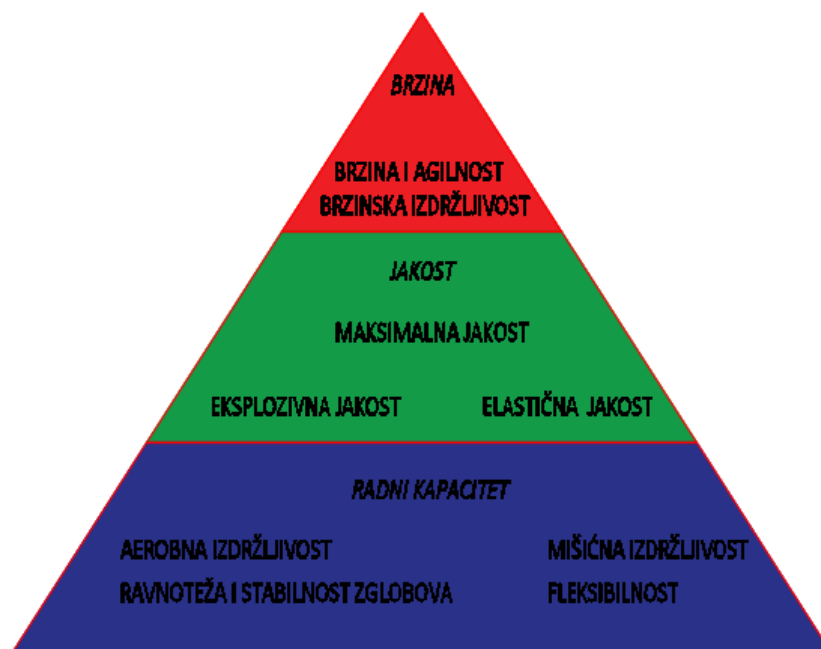 BRZINA
BRZINA I AGILNOST
BRZINSKA IZDRŽLJIVOST
JAKOST
MAKSIMALNA JAKOST
EKSPLOZIVNA JAKOST ELASTIČNA JAKOST
RADNI KAPACITET
AEROBNA IZDRŽLJIVOST MIŠIĆNA IZDRŽLJIVOST
RAVNOTEŽA I STABILNOST ZGLOBOVA FLEKSIBILNOST